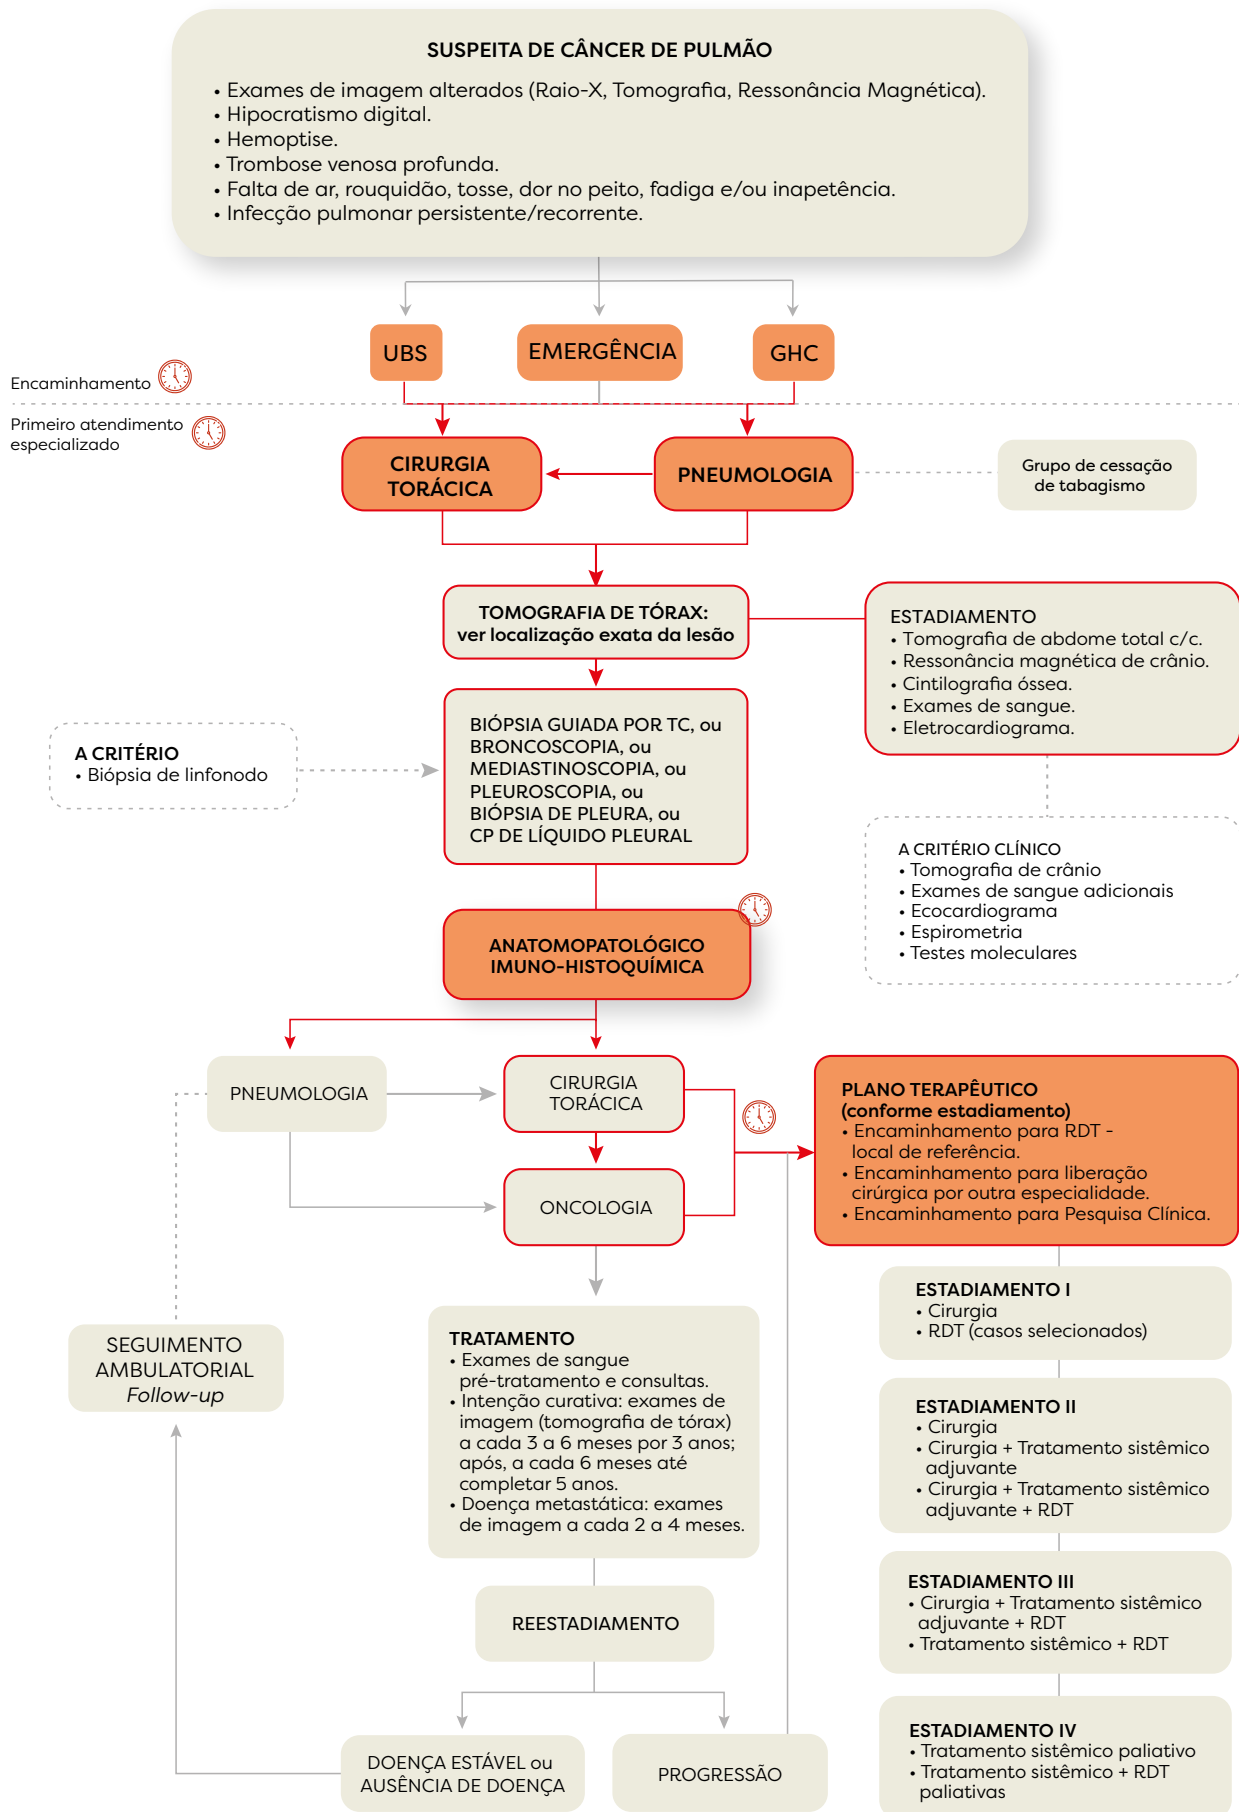 SUSPEITA DE CÂNCER DE PULMÃO
• Exames de imagem alterados (Raio-X, Tomografia, Ressonância Magnética).
• Hipocratismo digital.
• Hemoptise.
• Trombose venosa profunda.
• Falta de ar, rouquidão, tosse, dor no peito, fadiga e/ou inapetência.
• Infecção pulmonar persistente/recorrente.
UBS
EMERGÊNCIA
GHC
Encaminhamento
Primeiro atendimento
especializado
CIRURGIA
TORÁCICA
PNEUMOLOGIA
Grupo de cessação
de tabagismo
TOMOGRAFIA DE TÓRAX:
ver localização exata da lesão
ESTADIAMENTO
• Tomografia de abdome total c/c.
• Ressonância magnética de crânio.
• Cintilografia óssea.
• Exames de sangue.
• Eletrocardiograma.
A CRITÉRIO
• Biópsia de linfonodo
BIÓPSIA GUIADA POR TC, ou
BRONCOSCOPIA, ou
MEDIASTINOSCOPIA, ou
PLEUROSCOPIA, ou
BIÓPSIA DE PLEURA, ou
CP DE LÍQUIDO PLEURAL
A CRITÉRIO CLÍNICO
• Tomografia de crânio
• Exames de sangue adicionais
• Ecocardiograma
• Espirometria
• Testes moleculares
ANATOMOPATOLÓGICO
IMUNO-HISTOQUÍMICA
PNEUMOLOGIA
CIRURGIA
TORÁCICA
ONCOLOGIA
PLANO TERAPÊUTICO
(conforme estadiamento)
• Encaminhamento para RDT -
local de referência.
• Encaminhamento para liberação
cirúrgica por outra especialidade.
• Encaminhamento para Pesquisa Clínica.
ESTADIAMENTO I
• Cirurgia
• RDT (casos selecionados)
SEGUIMENTO
AMBULATORIAL
Follow-up
TRATAMENTO
• Exames de sangue
pré-tratamento e consultas.
• Intenção curativa: exames de
imagem (tomografia de tórax)
a cada 3 a 6 meses por 3 anos;
após, a cada 6 meses até
completar 5 anos.
• Doença metastática: exames
de imagem a cada 2 a 4 meses.
ESTADIAMENTO II
• Cirurgia
• Cirurgia + Tratamento sistêmico
adjuvante
• Cirurgia + Tratamento sistêmico
adjuvante + RDT
ESTADIAMENTO III
• Cirurgia + Tratamento sistêmico
adjuvante + RDT
• Tratamento sistêmico + RDT
REESTADIAMENTO
DOENÇA ESTÁVEL ou
AUSÊNCIA DE DOENÇA
PROGRESSÃO
ESTADIAMENTO IV
• Tratamento sistêmico paliativo
• Tratamento sistêmico + RDT
paliativas